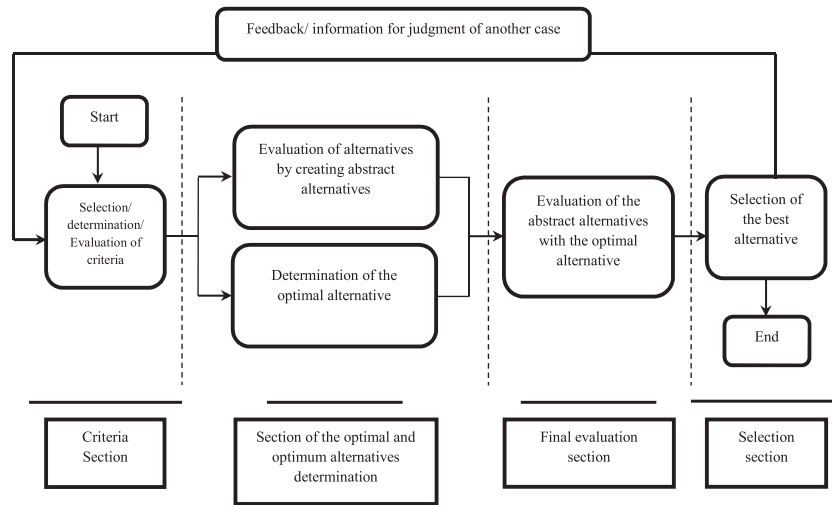 Feedback/ information for judgment of another case
Start
Selection/
determination/
Evaluation of
criteria
Evaluation of alternatives
by creating abstract
alternatives
Determination of the
optimal alternative
Evaluation of the
abstract alternatives
with the optimal
alternative
Selection of
the best
alternative
End
Criteria
Section
Section of the optimal and
optimum alternatives
determination
Final evaluation
section
Selection
section